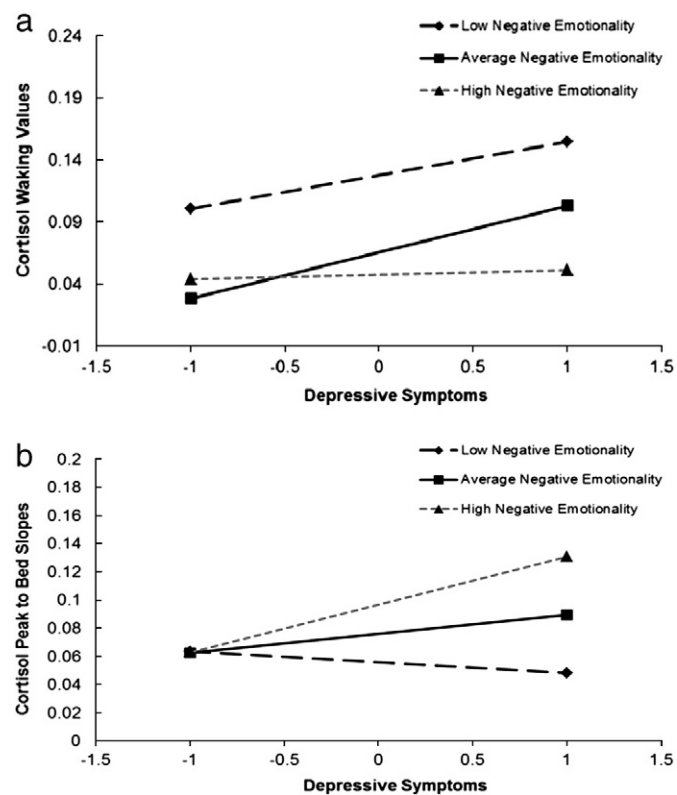 a
0.24
0.19
0.14
0.09
0.04
-0.01
Cortisol Waking Values
Low Negative Emotionality
Average Negative Emotionality
High Negative Emotionality
-1.5 -1 -0.5 0 0.5 1 1.5
Depressive Symptoms
b
0.2
0.18
0.16
0.14
0.12
0.1
0.08
0.06
0.04
0.02
0
Cortisol Peak to Bed Slopes
Low Negative Emotionality
Average Negative Emotionality
High Negative Emotionality
-1.5 -1 -0.5 0 0.5 1 1.5
Depressive Symptoms